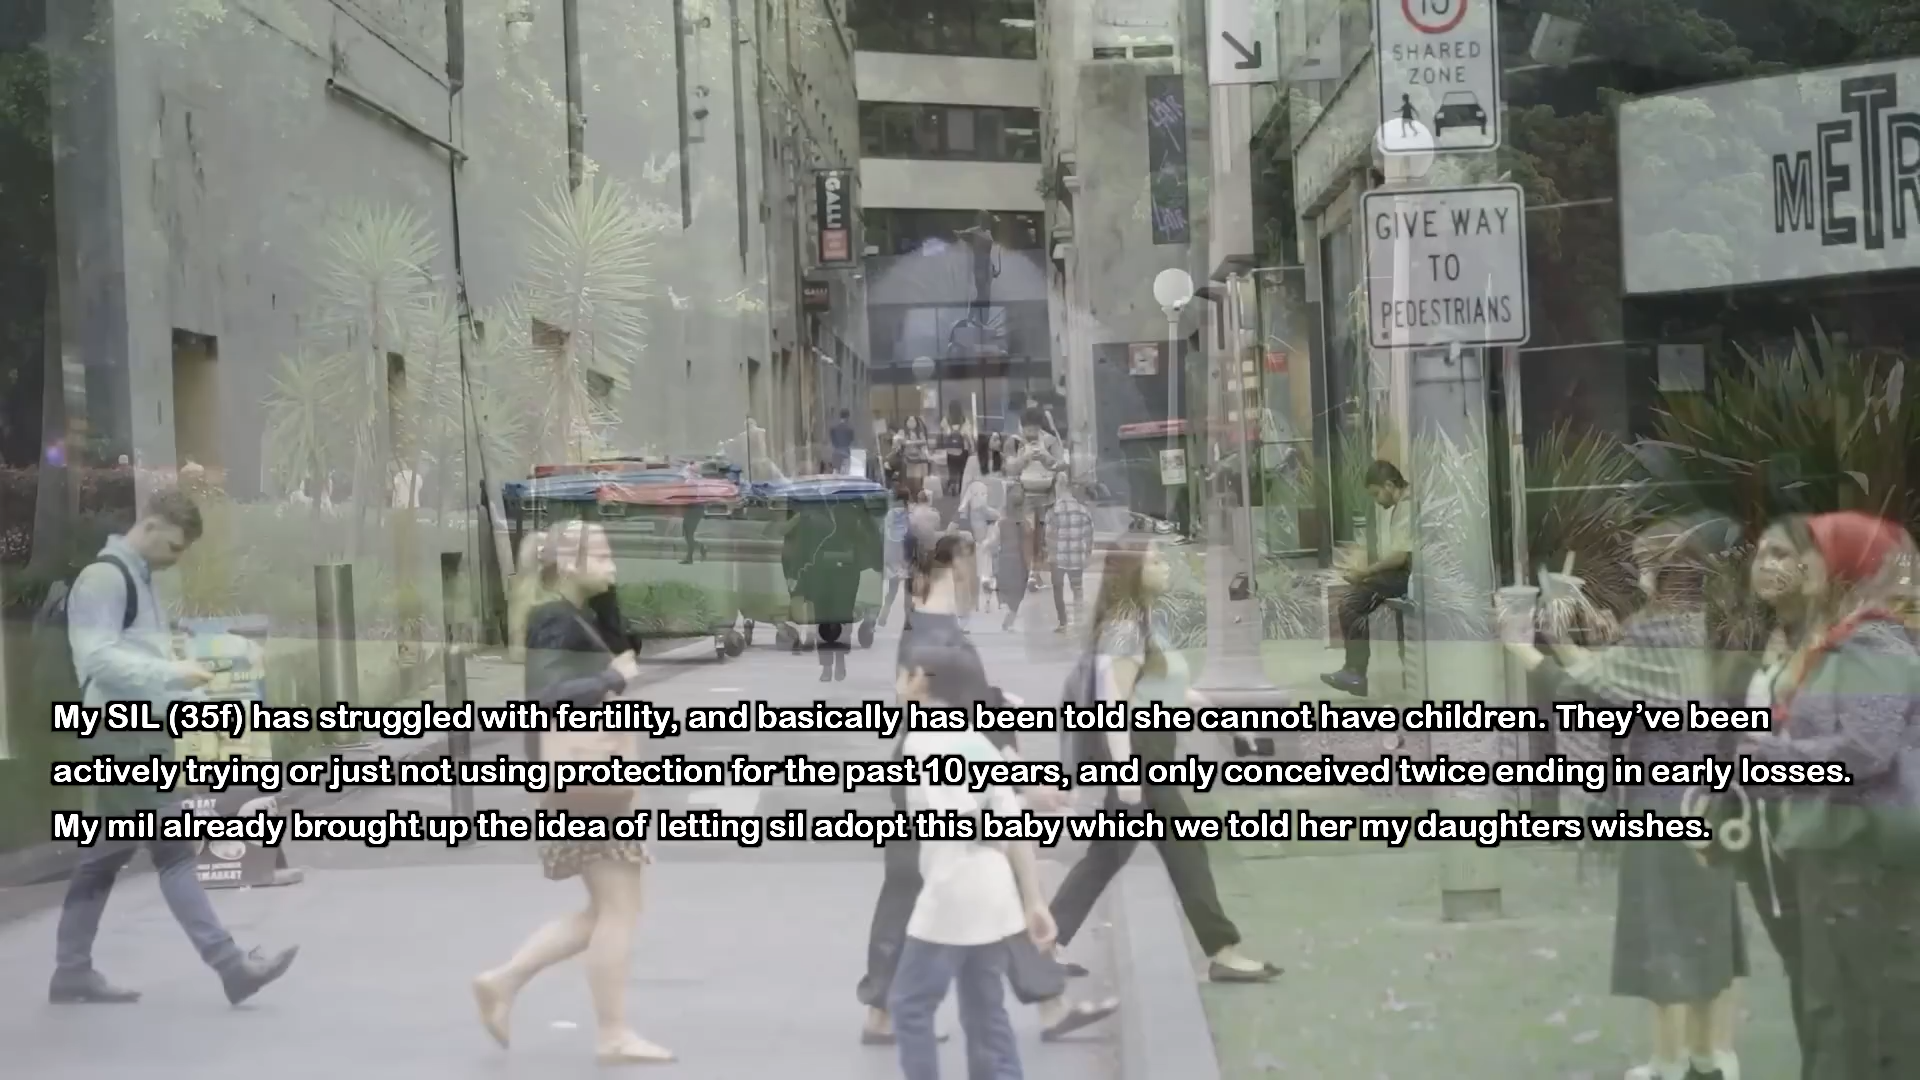 SHARED
ZONE
METR
GALLI
GIVE WAY
TO
PEDESTRIANS
My SIL (35f) has struggled with fertility, and basically has been told she cannot have children. They’ve been
actively trying or just not using protection for the past 10 years, and only conceived twice ending in early losses.
My mil already brought up the idea of letting sil adopt this baby which we told her my daughters wishes.
MARKET